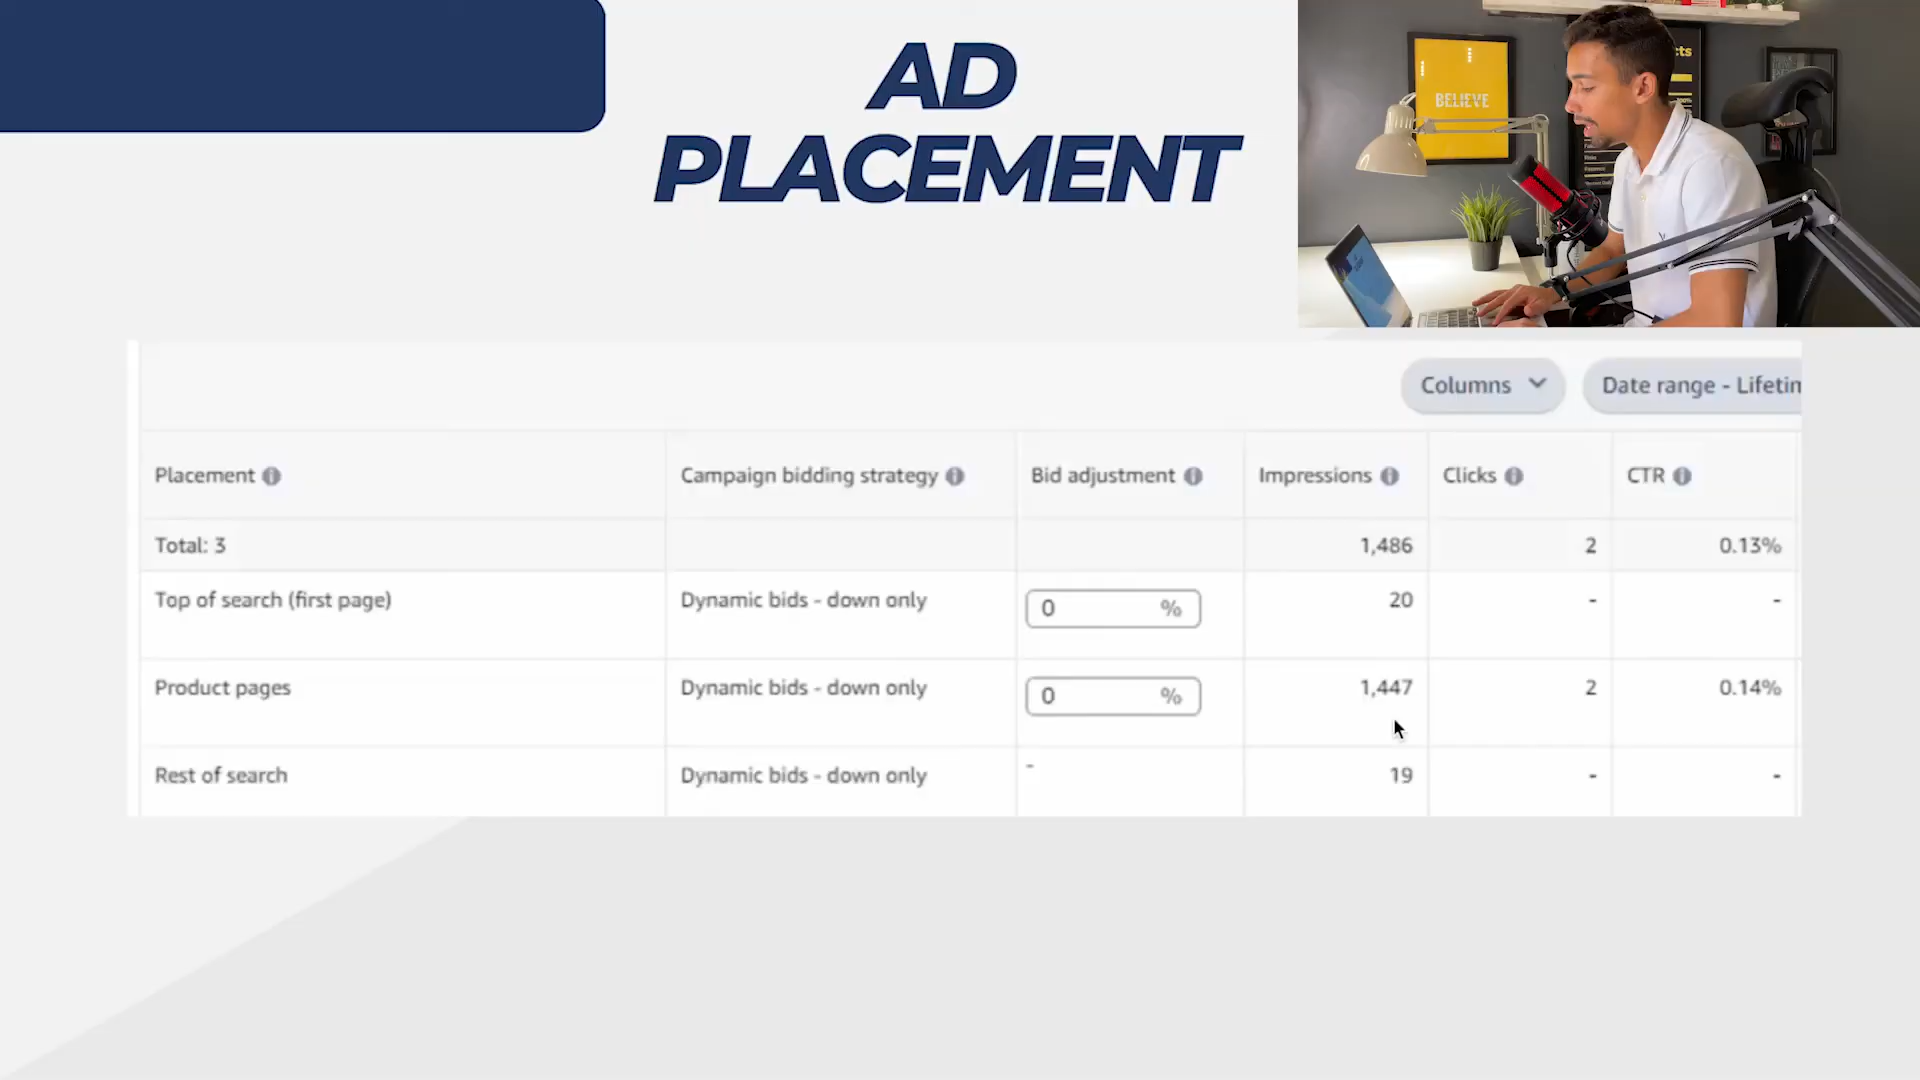 AD
PLACEMENT
BELIEVE
cts
Columns
Date range - Lifetin
Placement
Campaign bidding strategy
Bid adjustment
Impressions
Clicks
CTR
Total: 3
1,486
2
0.13%
Top of search (first page)
Dynamic bids - down only
0 %
20
-
-
Product pages
Dynamic bids - down only
0 %
1,447
2
0.14%
Rest of search
Dynamic bids - down only
-
19
-
-